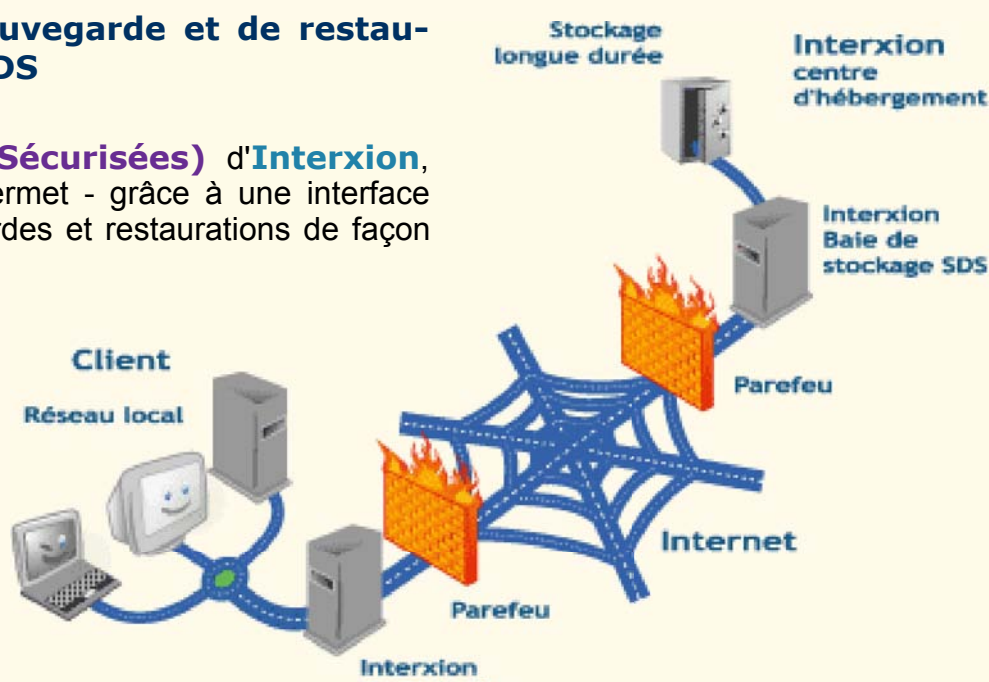 uvegarde et de restau-
DS
Sécurisées) d'Interxion,
ermet - grâce à une interface
rdes et restaurations de façon
Stockage
longue durée
Interxion
centre
d'hébergement
Interxion
Baie de
stockage SDS
Parefeu
Client
Réseau local
Internet
Parefeu
Interxion